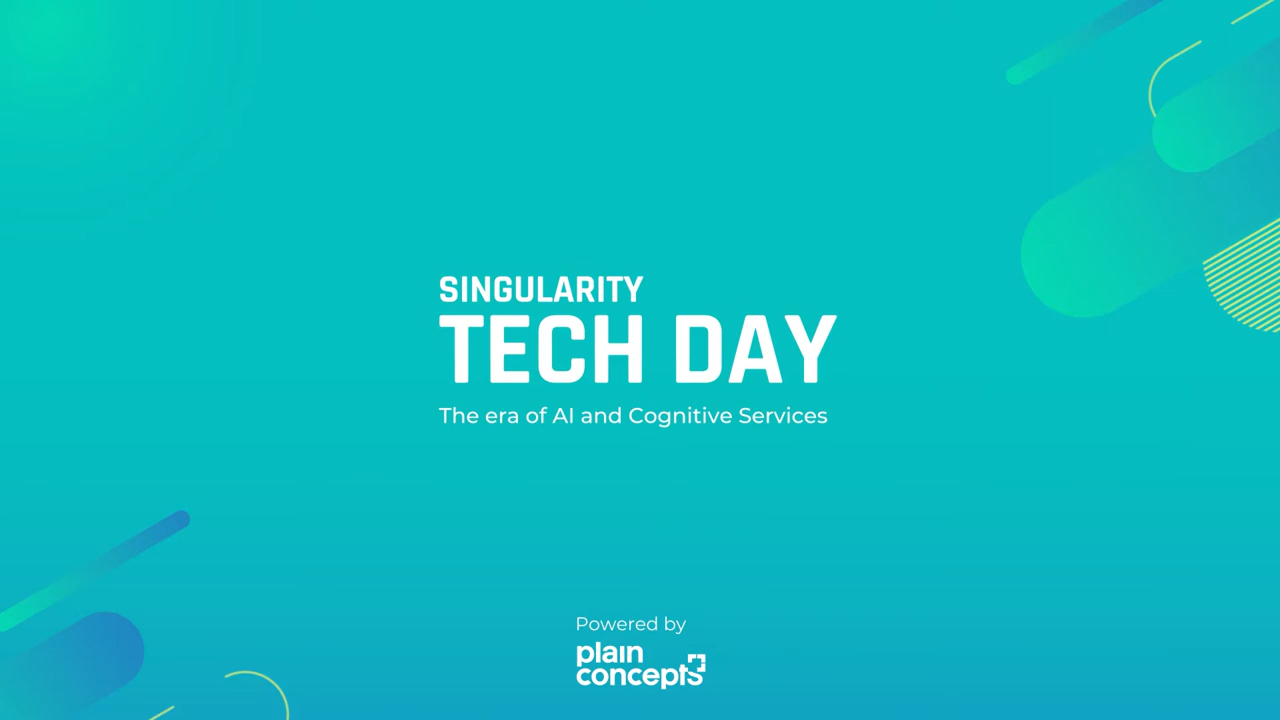 SINGULARITY
TECH DAY
The era of AI and Cognitive Services
Powered by
plain
concepts